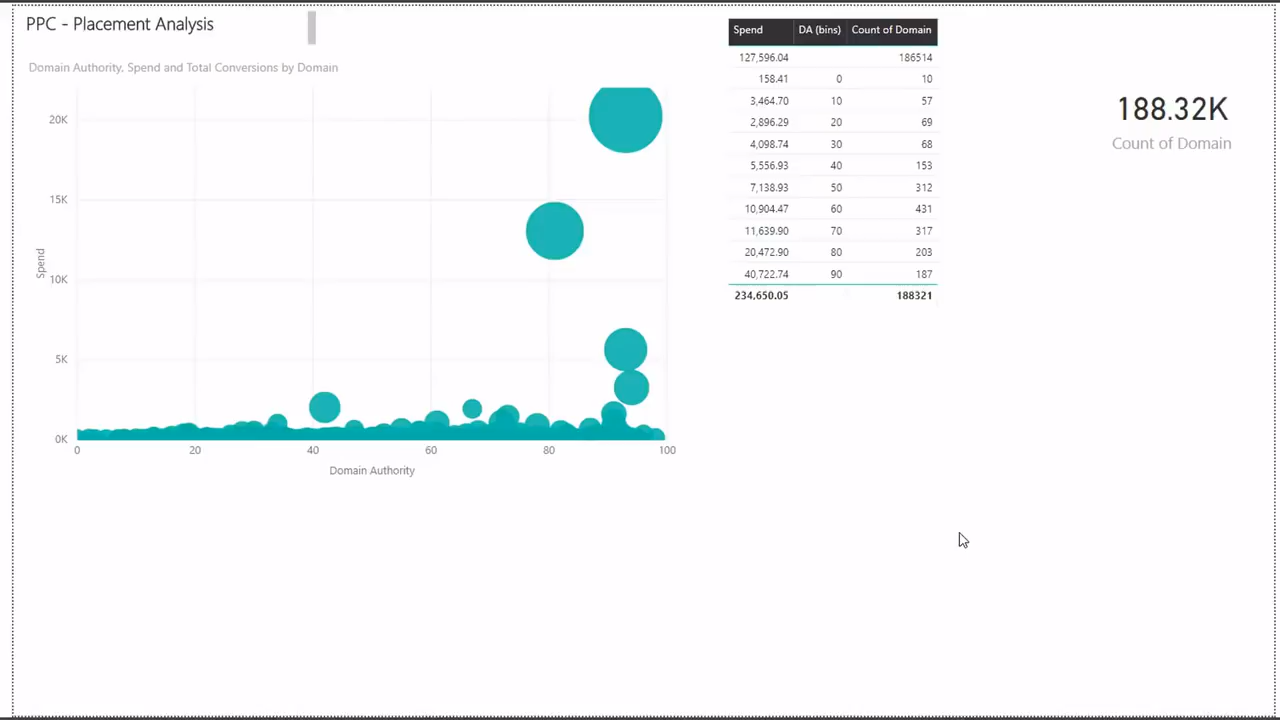 PPC - Placement Analysis
Domain Authority, Spend and Total Conversions by Domain
20K
15K
10K
5K
0K
Spend
0 20 40 60 80 100
Domain Authority
Spend DA (bins) Count of Domain
127,596.04 186514
158.41 0 10
3,464.70 10 57
2,896.29 20 69
4,098.74 30 68
5,556.93 40 153
7,138.93 50 312
10,904.47 60 431
11,639.90 70 317
20,472.90 80 203
40,722.74 90 187
234,650.05 188321
188.32K
Count of Domain